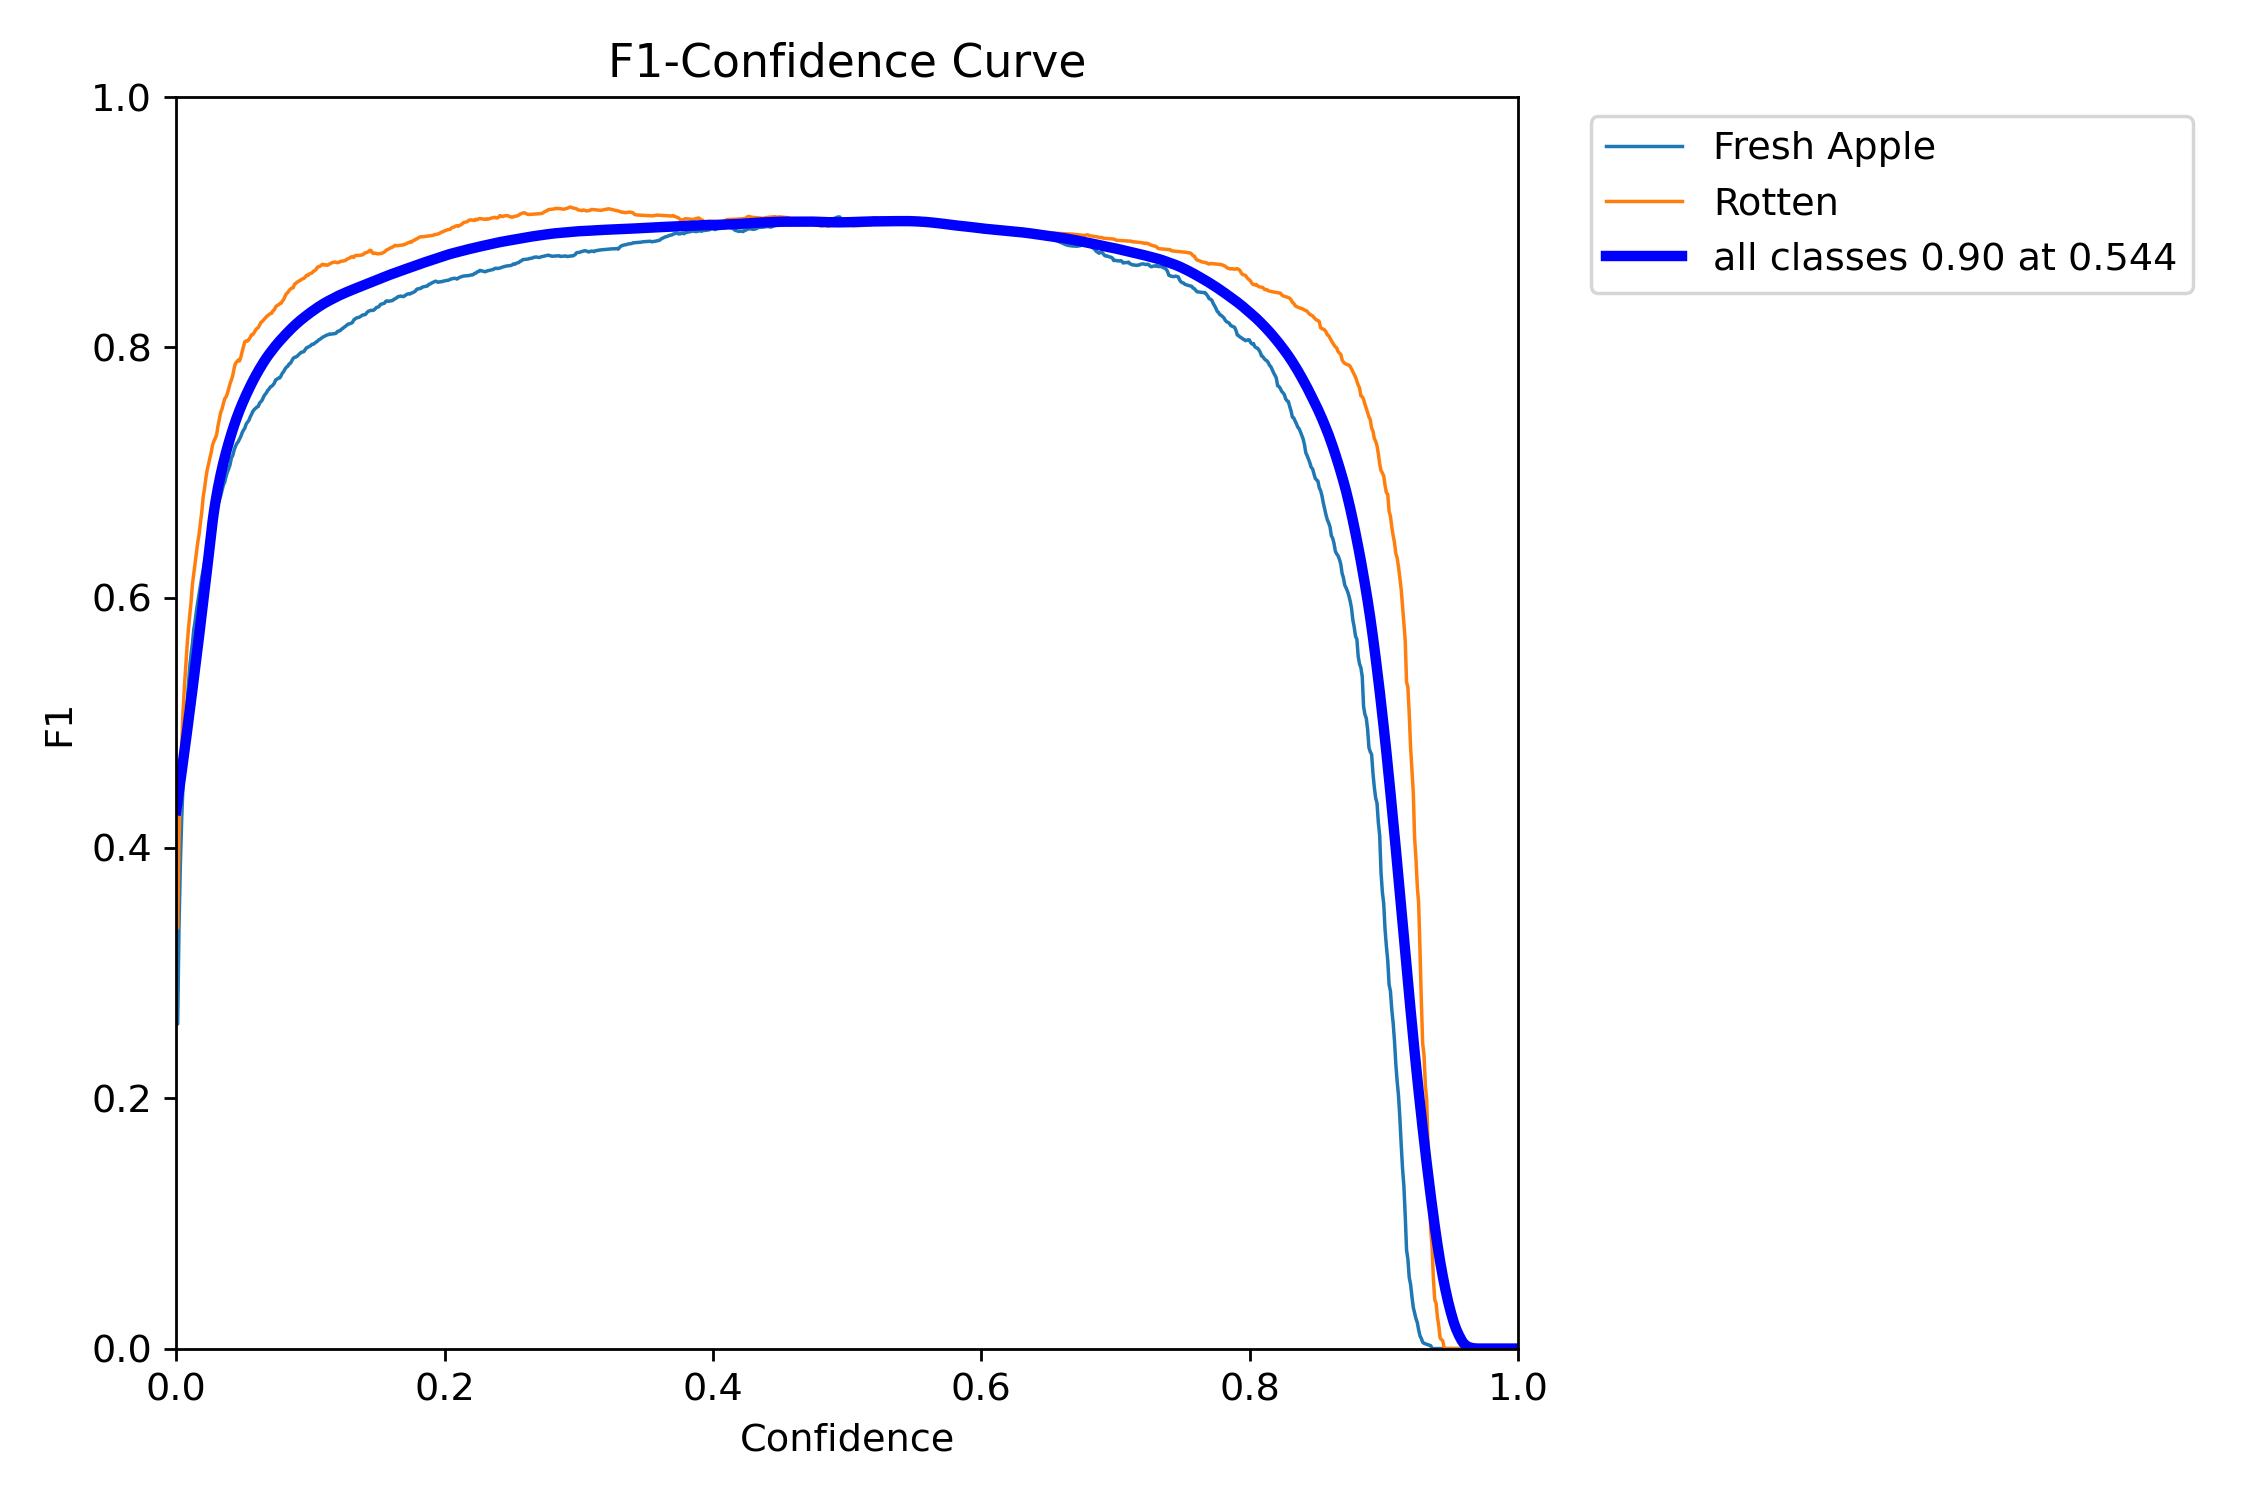 F1-Confidence Curve
1.0
0.8
0.6
0.4
0.2
0.0
F1
0.0 0.2 0.4 0.6 0.8 1.0
Confidence
Fresh Apple
Rotten
all classes 0.90 at 0.544